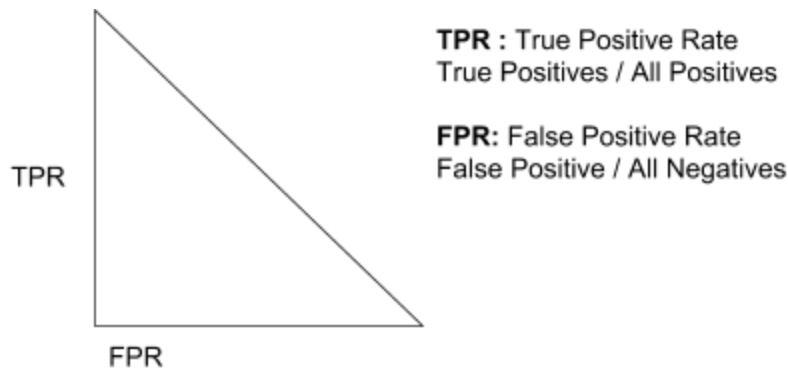 TPR : True Positive Rate
True Positives / All Positives
FPR: False Positive Rate
False Positive / All Negatives
TPR
FPR